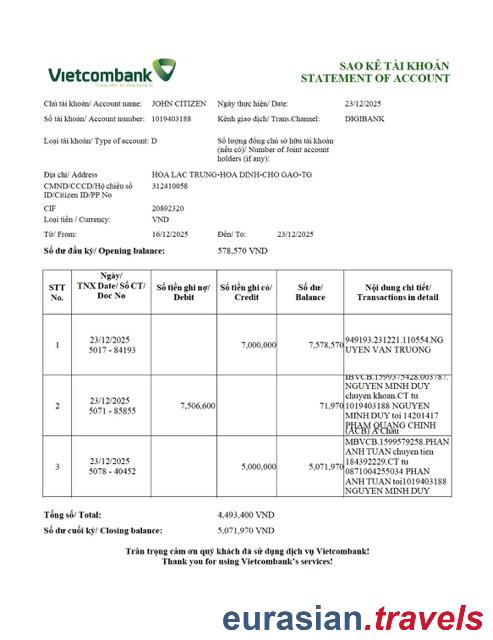 Vietcombank
SAO KÊ TÀI KHOẢN
STATEMENT OF ACCOUNT
Chủ tài khoản/ Account name: JOHN CITIZEN Ngày thực hiện/ Date: 23/12/2025
Số tài khoản/ Account number: 1019403188 Kênh giao dịch/ Trans.Channel: DIGIBANK
Loại tài khoản/ Type of account: D Số lượng đồng chủ sở hữu tài khoản
(nếu có)/ Number of Joint account
holders (if any):
Địa chỉ/ Address HOA LAC TRUNG-HOA DINH-CHO GAO-TG
CMND/CCCD/Hộ chiếu số 312410058
ID/Citizen ID/PP No
CIF 20892320
Loại tiền / Currency: VND
Từ/ From: 16/12/2025 Đến/ To: 23/12/2025
Số dư đầu kỳ/ Opening balance: 578,570 VND
STT
No.
Ngày/
TNX Date/ Số CT/
Doc No
Số tiền ghi nợ/
Debit
Số tiền ghi có/
Credit
Số dư/
Balance
Nội dung chi tiết/
Transactions in detail
1
23/12/2025
5017 - 84193
7,000,000
7,578,570
949193.231221.110554.NG
UYEN VAN TRUONG
2
23/12/2025
5071 - 85855
7,506,600
71,970
IBVCB.1599375428.003787.
NGUYEN MINH DUY
chuyen khoan.CT tu
1019403188 NGUYEN
MINH DUY toi 14201417
PHAM QUANG CHINH
(ACB) A Chau
3
23/12/2025
5078 - 40452
5,000,000
5,071,970
MBVCB.1599579258.PHAN
ANH TUAN chuyen tien
184392229.CT tu
0871004255034 PHAN
ANH TUAN toi1019403188
NGUYEN MINH DUY
Tổng số/ Total: 4,493,400 VND
Số dư cuối kỳ/ Closing balance: 5,071,970 VND
Trân trọng cảm ơn quý khách đã sử dụng dịch vụ Vietcombank!
Thank you for using Vietcombank's services!
eurasian.travels